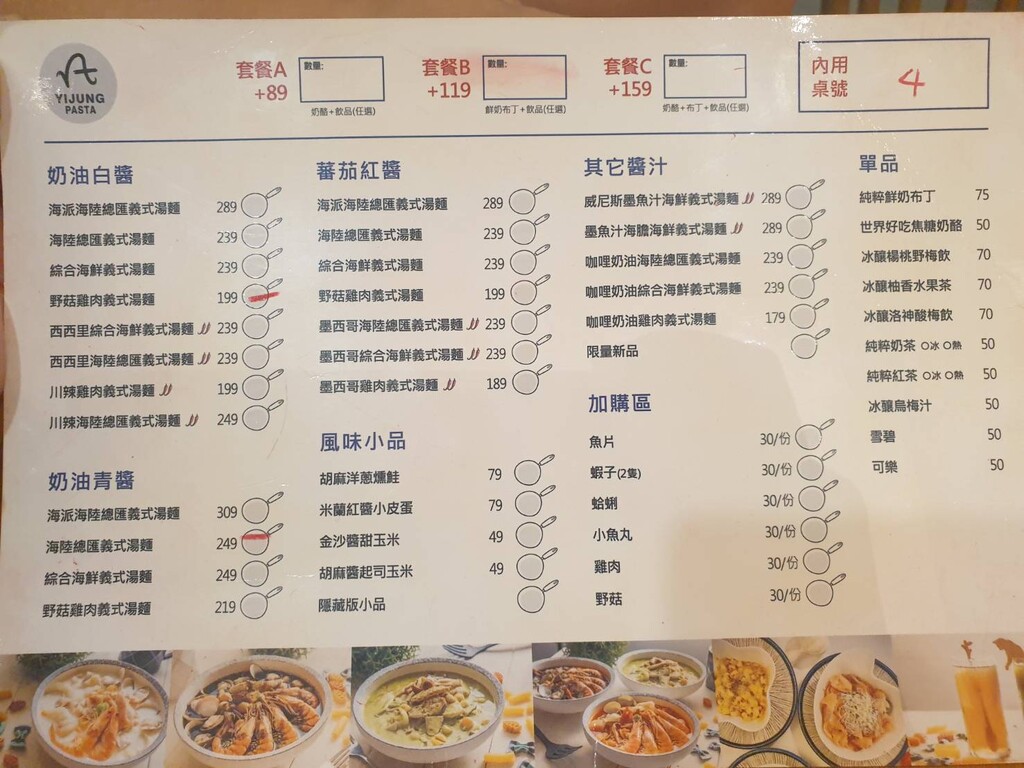 YIJUNG
PASTA
套餐A
+89
數量:
奶酪+飲品(任選)
套餐B
+119
數量:
鮮奶布丁+飲品(任選)
套餐C
+159
數量:
奶酪+布丁+飲品(任選)
內用
桌號
4
奶油白醬
海派海陸總匯義式湯麵 289
海陸總匯義式湯麵 239
綜合海鮮義式湯麵 239
野菇雞肉義式湯麵 199
西西里綜合海鮮義式湯麵 239
西西里海陸總匯義式湯麵 239
川辣雞肉義式湯麵 199
川辣海陸總匯義式湯麵 249
奶油青醬
海派海陸總匯義式湯麵 309
海陸總匯義式湯麵 249
綜合海鮮義式湯麵 249
野菇雞肉義式湯麵 219
蕃茄紅醬
海派海陸總匯義式湯麵 289
海陸總匯義式湯麵 239
綜合海鮮義式湯麵 239
野菇雞肉義式湯麵 199
墨西哥海陸總匯義式湯麵 239
墨西哥綜合海鮮義式湯麵 239
墨西哥雞肉義式湯麵 189
風味小品
胡麻洋蔥燻鮭 79
米蘭紅醬小皮蛋 79
金沙醬甜玉米 49
胡麻醬起司玉米 49
隱藏版小品
其它醬汁
威尼斯墨魚汁海鮮義式湯麵 289
墨魚汁海膽海鮮義式湯麵 289
咖哩奶油海陸總匯義式湯麵 239
咖哩奶油綜合海鮮義式湯麵 239
咖哩奶油雞肉義式湯麵 179
限量新品
加購區
魚片 30/份
蝦子(2隻) 30/份
蛤蜊 30/份
小魚丸 30/份
雞肉 30/份
野菇 30/份
單品
純粹鮮奶布丁 75
世界好吃焦糖奶酪 50
冰釀楊桃野梅飲 70
冰釀柚香水果茶 70
冰釀洛神酸梅飲 70
純粹奶茶 O冰 O熱 50
純粹紅茶 O冰 O熱 50
冰釀烏梅汁 50
雪碧 50
可樂 50